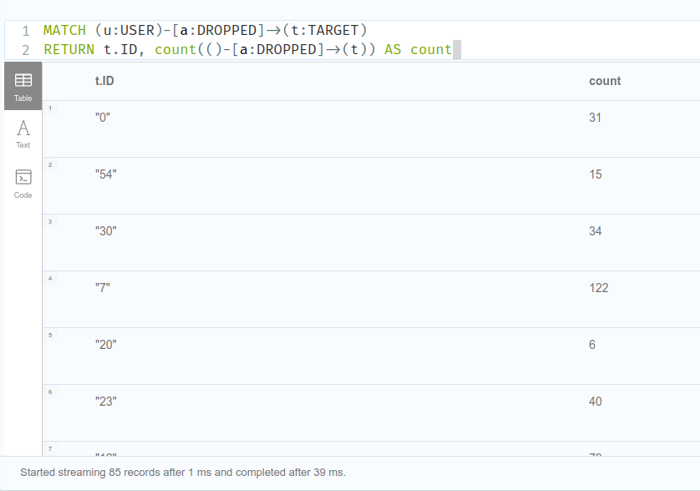 1 MATCH (u:USER)-[a:DROPPED]->(t:TARGET)
2 RETURN t.ID, count(()-[a:DROPPED]->(t)) AS count
Table
Text
Code
t.ID count
1 "0" 31
2 "54" 15
3 "30" 34
4 "7" 122
5 "20" 6
6 "23" 40
7
Started streaming 85 records after 1 ms and completed after 39 ms.